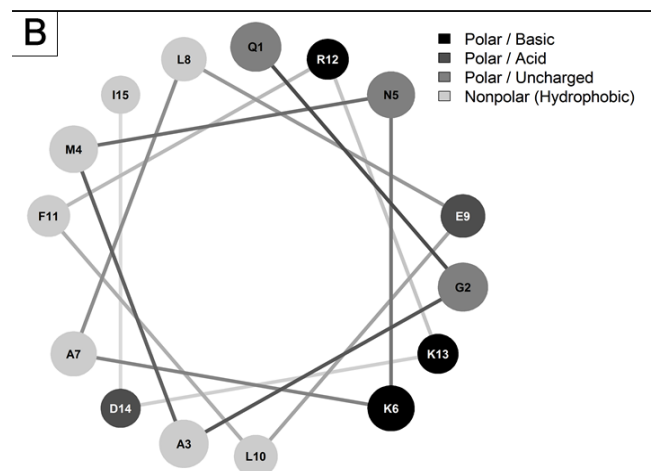 B
Q1
L8
R12
Polar / Basic
Polar / Acid
Polar / Uncharged
Nonpolar (Hydrophobic)
I15
N5
M4
F11
E9
G2
A7
K13
D14
K6
A3
L10